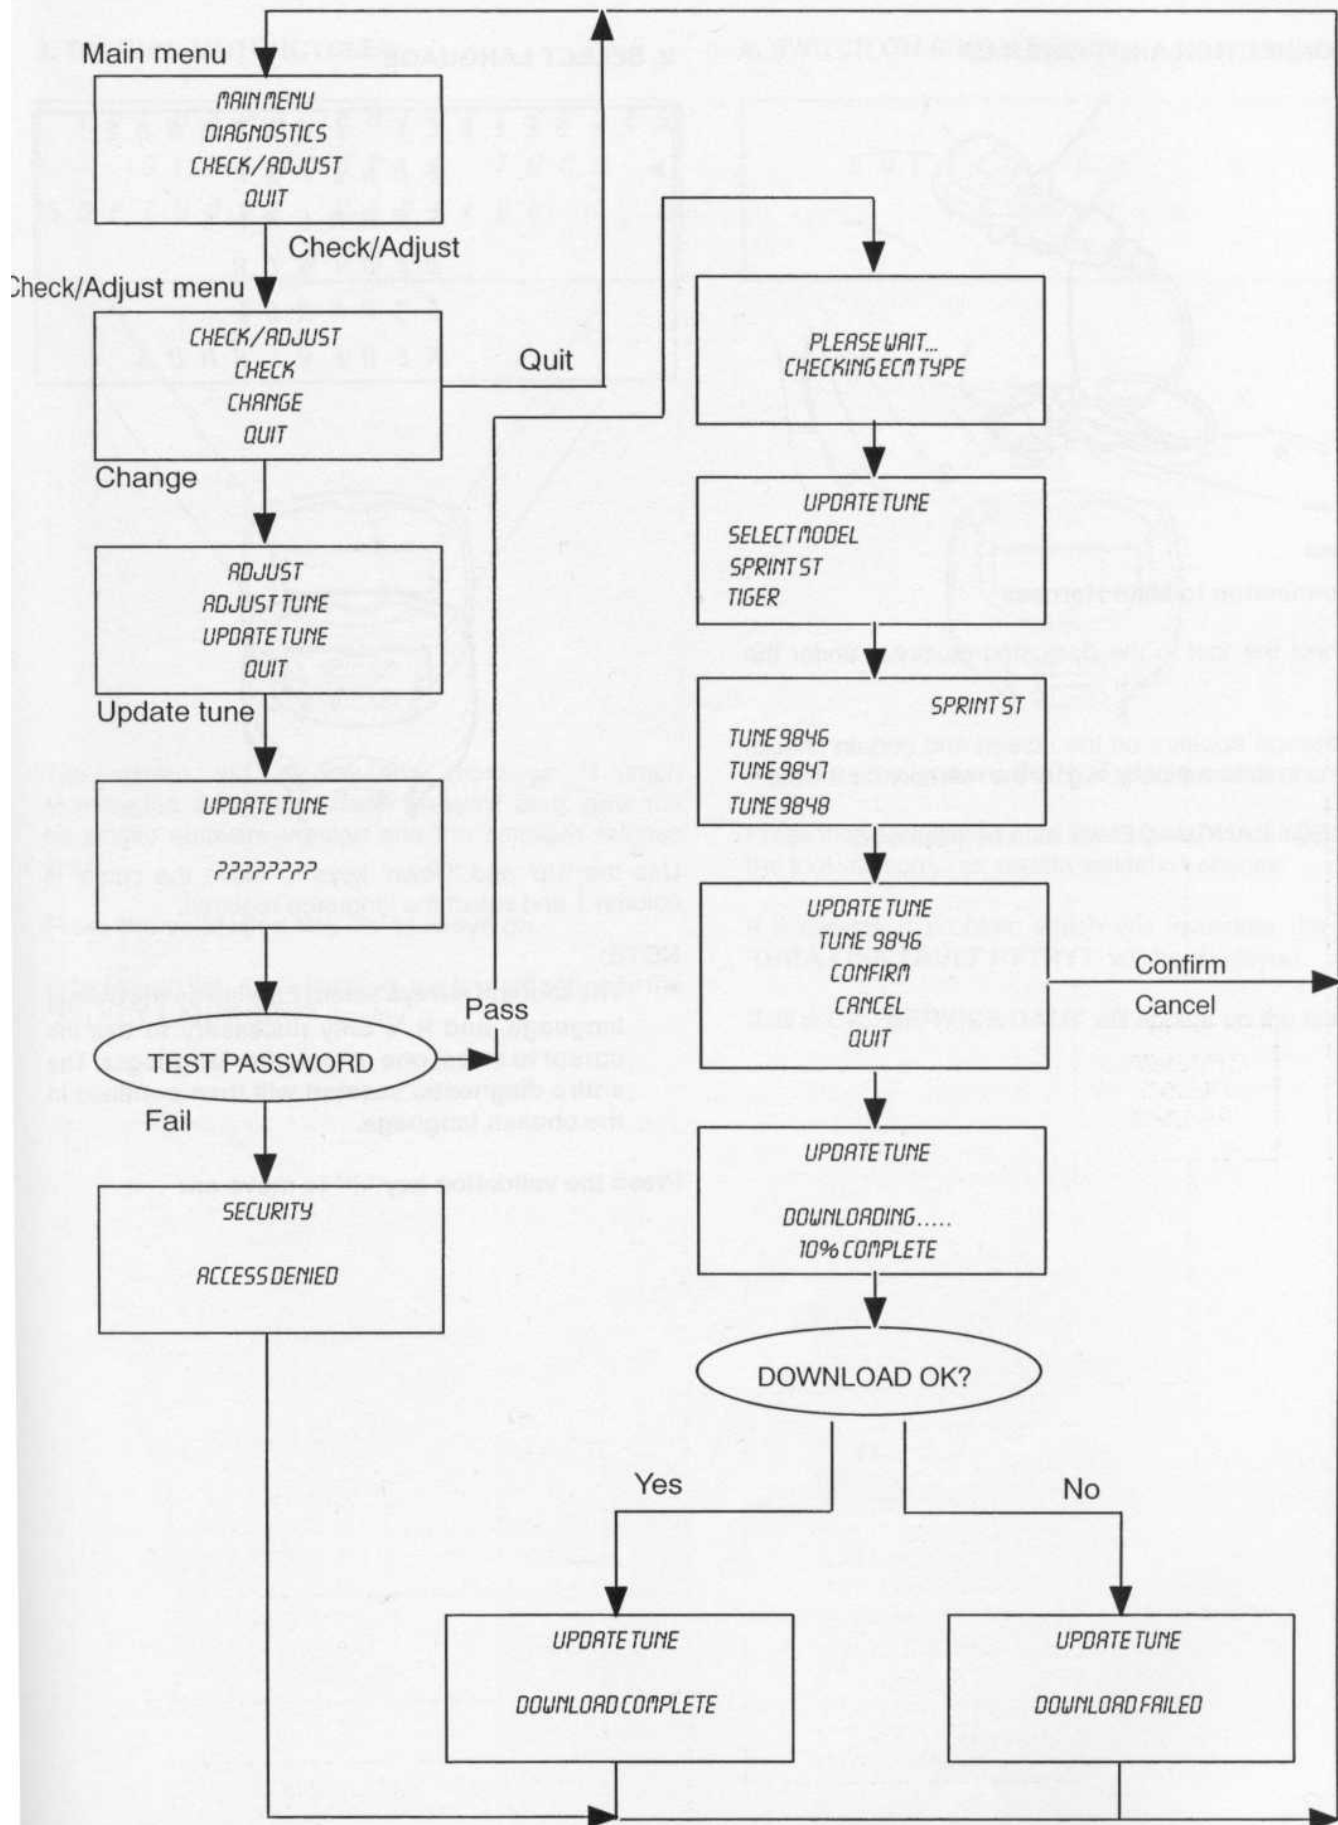 Main menu
MAIN MENU
DIAGNOSTICS
CHECK/ADJUST
QUIT
Check/Adjust
Check/Adjust menu
CHECK/ADJUST
CHECK
CHANGE
QUIT
Quit
Change
ADJUST
ADJUST TUNE
UPDATE TUNE
QUIT
Update tune
UPDATE TUNE
????????
TEST PASSWORD
Pass
Fail
SECURITY
ACCESS DENIED
PLEASE WAIT...
CHECKING ECM TYPE
UPDATE TUNE
SELECT MODEL
SPRINT ST
TIGER
SPRINT ST
TUNE 9846
TUNE 9847
TUNE 9848
UPDATE TUNE
TUNE 9846
CONFIRM
CANCEL
QUIT
Confirm
Cancel
UPDATE TUNE
DOWNLOADING.....
10% COMPLETE
DOWNLOAD OK?
Yes
No
UPDATE TUNE
DOWNLOAD COMPLETE
UPDATE TUNE
DOWNLOAD FAILED